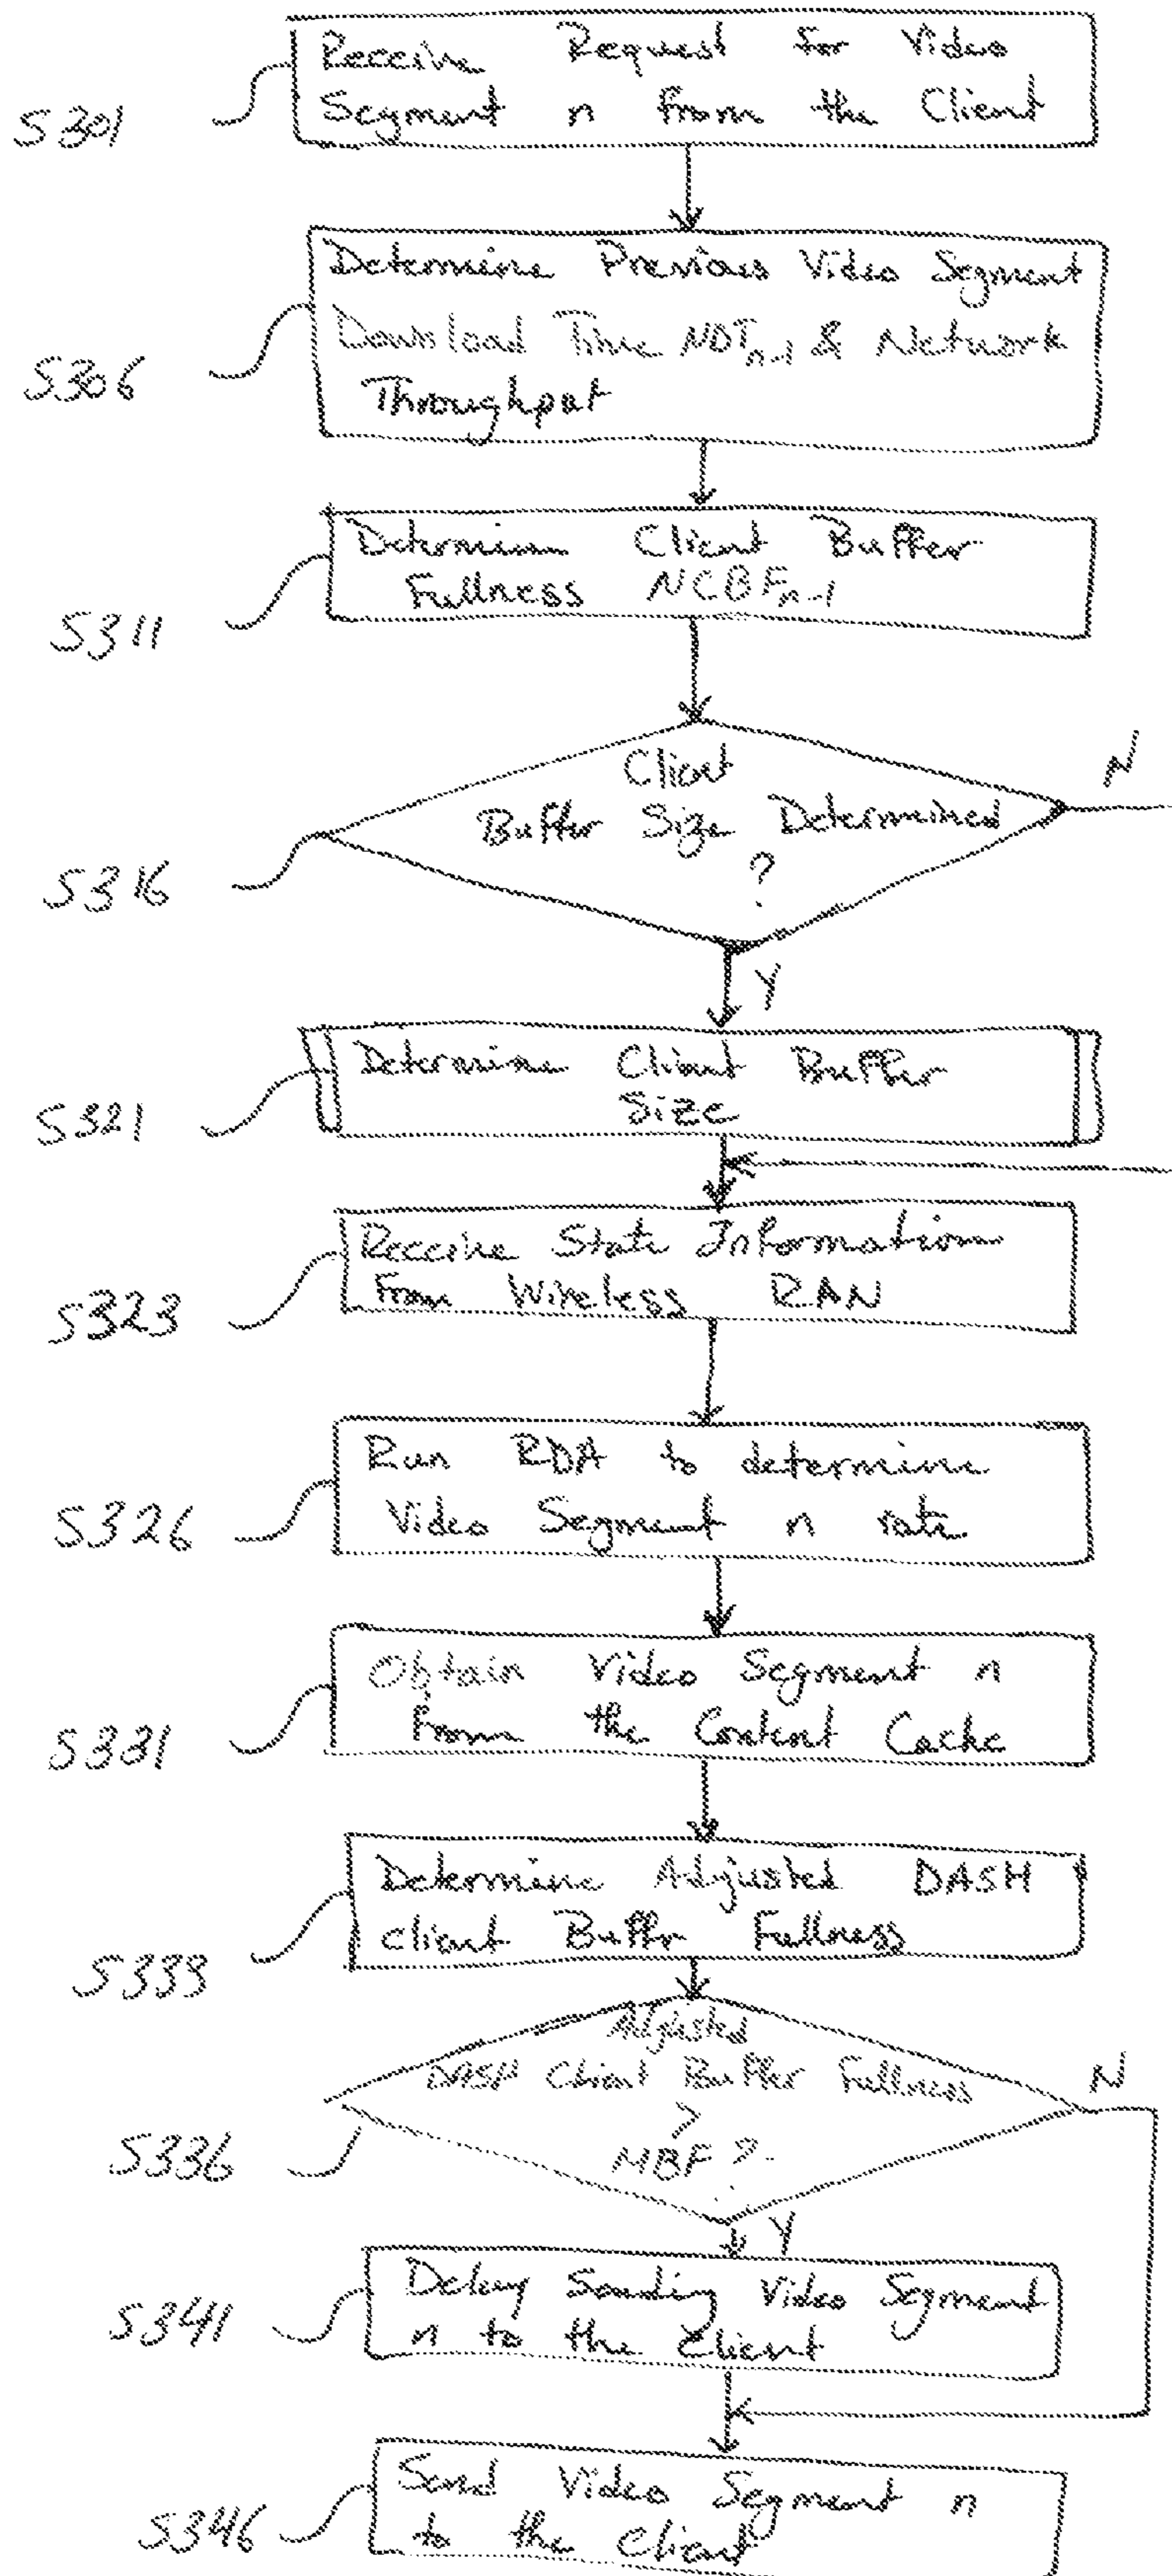 S301
Receive Request for Video
Segment n from the Client
S306
Determine Previous Video Segment
Download Time NDTn-1 & Network
Throughput
S311
Determine Client Buffer
Fullness NCBFn-1
S316
Client
Buffer Size Determined
?
N
Y
S321
Determine Client Buffer
Size
S323
Receive State Information
From Wireless RAN
S326
Run RDA to determine
Video Segment n rate
S331
Obtain Video Segment n
from the Content Cache
S333
Determine Adjusted DASH
Client Buffr Fullness
S336
Adjusted
DASH Client Buffer Fullness
>
MBF ?
N
Y
S341
Delay Sending Video Segment
n to the Client
S346
Send Video Segment n
to the Client